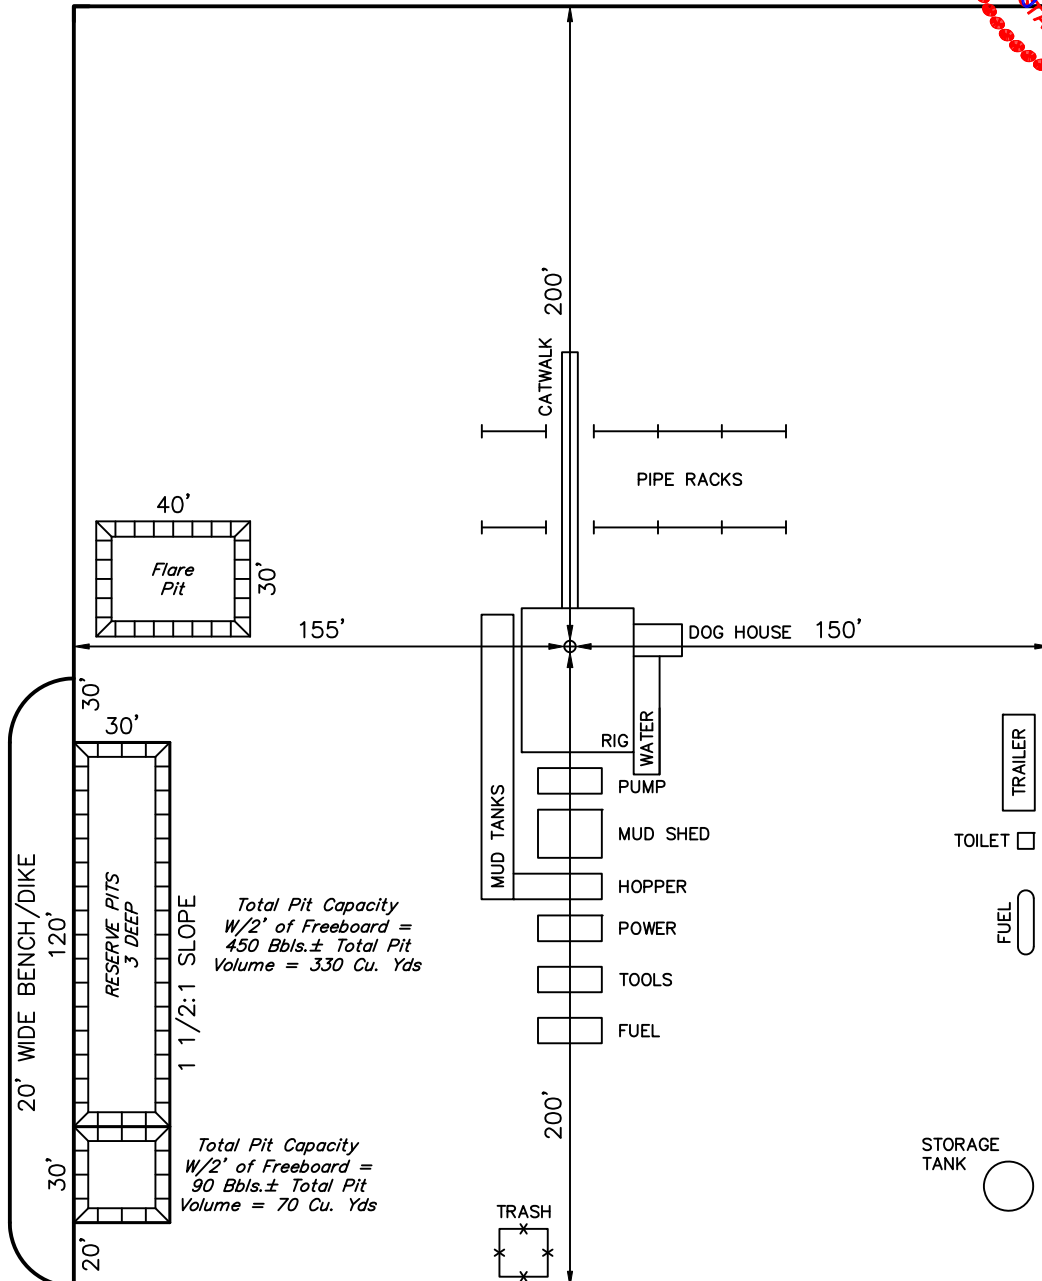 200'
CATWALK
PIPE RACKS
40'
Flare
Pit
30'
155'
DOG HOUSE
150'
30'
30'
RIG
WATER
TRAILER
PUMP
MUD TANKS
MUD SHED
TOILET
HOPPER
FUEL
POWER
TOOLS
FUEL
20' WIDE BENCH/DIKE
120'
RESERVE PITS
3 DEEP
1 1/2:1 SLOPE
Total Pit Capacity
W/2' of Freeboard =
450 Bbls.± Total Pit
Volume = 330 Cu. Yds
200'
30'
Total Pit Capacity
W/2' of Freeboard =
90 Bbls.± Total Pit
Volume = 70 Cu. Yds
STORAGE
TANK
TRASH
20'